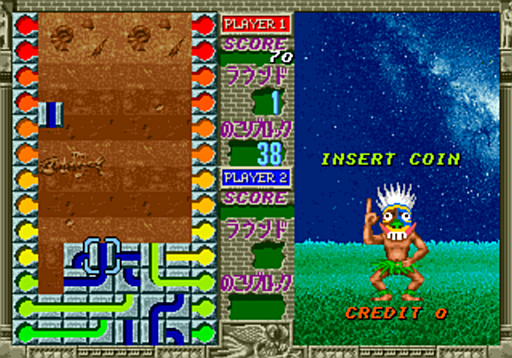 PLAYER 1
SCORE
70
ラウンド
1
のこりブロック
38
PLAYER 2
SCORE
ラウンド
のこりブロック
INSERT COIN
CREDIT 0